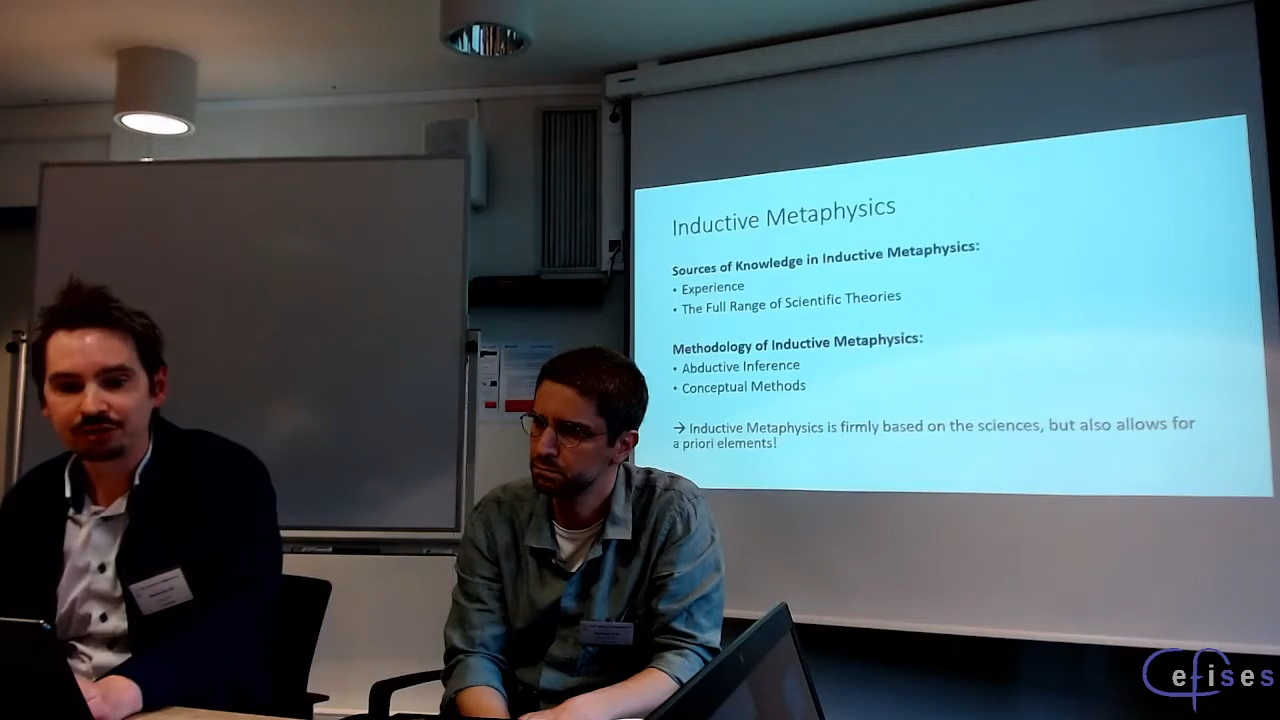 Inductive Metaphysics
Sources of Knowledge in Inductive Metaphysics:
• Experience
• The Full Range of Scientific Theories
Methodology of Inductive Metaphysics:
• Abductive Inference
• Conceptual Methods
→ Inductive Metaphysics is firmly based on the sciences, but also allows for
a priori elements!
Cefises